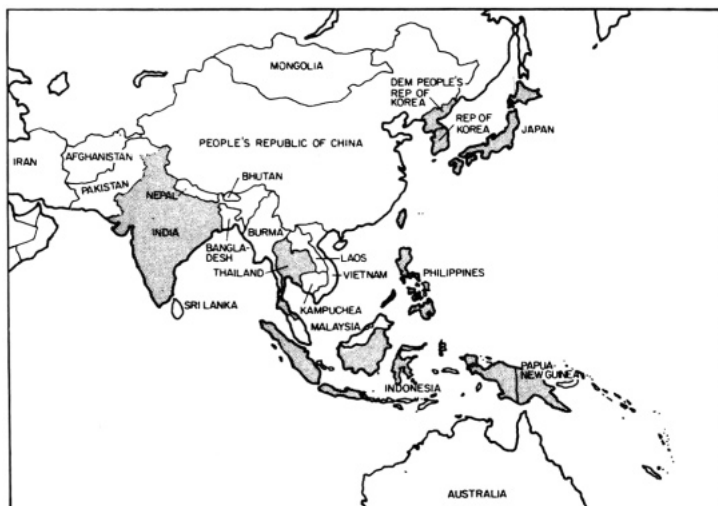 MONGOLIA
DEM PEOPLE'S
REP OF
KOREA
REP OF
KOREA
JAPAN
PEOPLE'S REPUBLIC OF CHINA
IRAN
AFGHANISTAN
PAKISTAN
NEPAL
BHUTAN
INDIA
BANGLA-
DESH
BURMA
LAOS
THAILAND
VIETNAM
PHILIPPINES
SRI LANKA
KAMPUCHEA
MALAYSIA
INDONESIA
PAPUA-
NEW GUINEA
AUSTRALIA